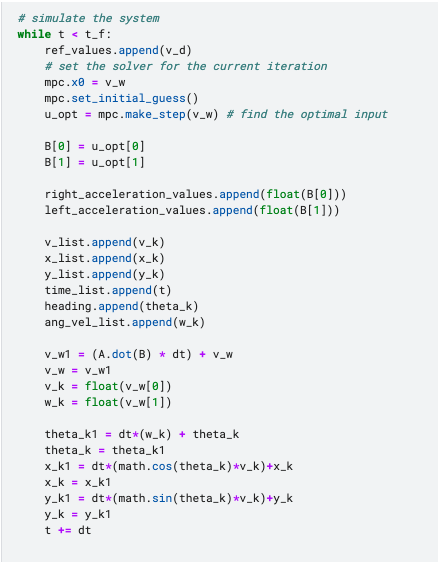 # simulate the system
while t < t_f:
    ref_values.append(v_d)
    # set the solver for the current iteration
    mpc.x0 = v_w
    mpc.set_initial_guess()
    u_opt = mpc.make_step(v_w) # find the optimal input

    B[0] = u_opt[0]
    B[1] = u_opt[1]

    right_acceleration_values.append(float(B[0]))
    left_acceleration_values.append(float(B[1]))

    v_list.append(v_k)
    x_list.append(x_k)
    y_list.append(y_k)
    time_list.append(t)
    heading.append(theta_k)
    ang_vel_list.append(w_k)

    v_w1 = (A.dot(B) * dt) + v_w
    v_w = v_w1
    v_k = float(v_w[0])
    w_k = float(v_w[1])

    theta_k1 = dt*(w_k) + theta_k
    theta_k = theta_k1
    x_k1 = dt*(math.cos(theta_k)*v_k)+x_k
    x_k = x_k1
    y_k1 = dt*(math.sin(theta_k)*v_k)+y_k
    y_k = y_k1
    t += dt